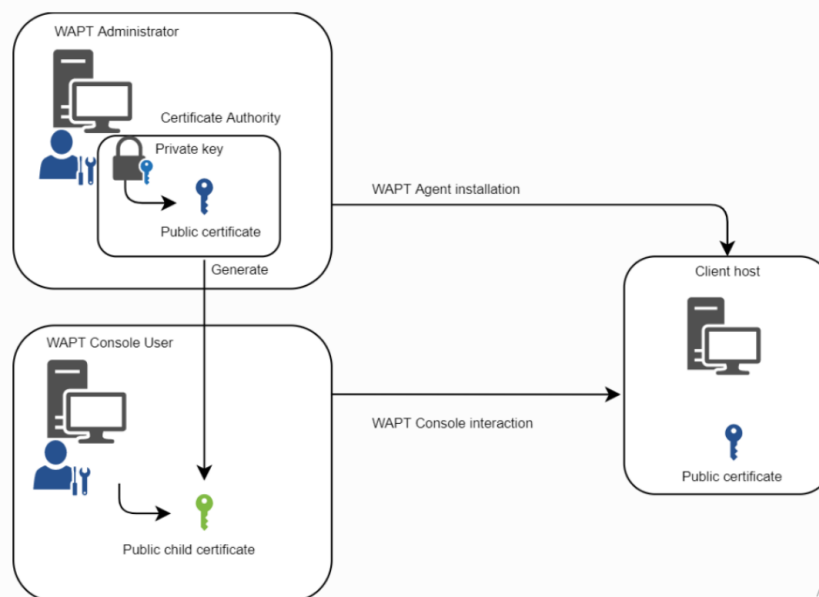 WAPT Administrator
Certificate Authority
Private key
Public certificate
Generate
WAPT Agent installation
Client host
Public certificate
WAPT Console User
WAPT Console interaction
Public child certificate